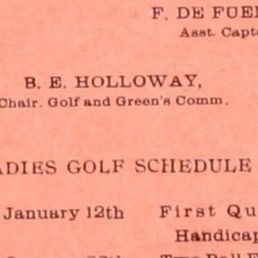 F. DE FUE
Asst. Capt
B. E. HOLLOWAY,
Chair. Golf and Green's Comm.
ADIES GOLF SCHEDULE
January 12th First Qu
Handicap